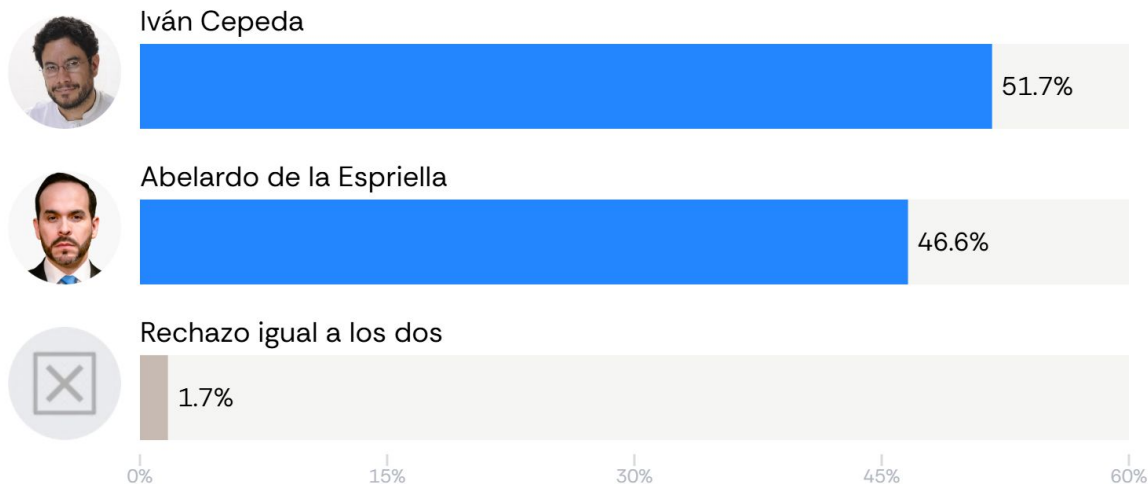 Iván Cepeda
51.7%
Abelardo de la Espriella
46.6%
Rechazo igual a los dos
1.7%
0% 15% 30% 45% 60%